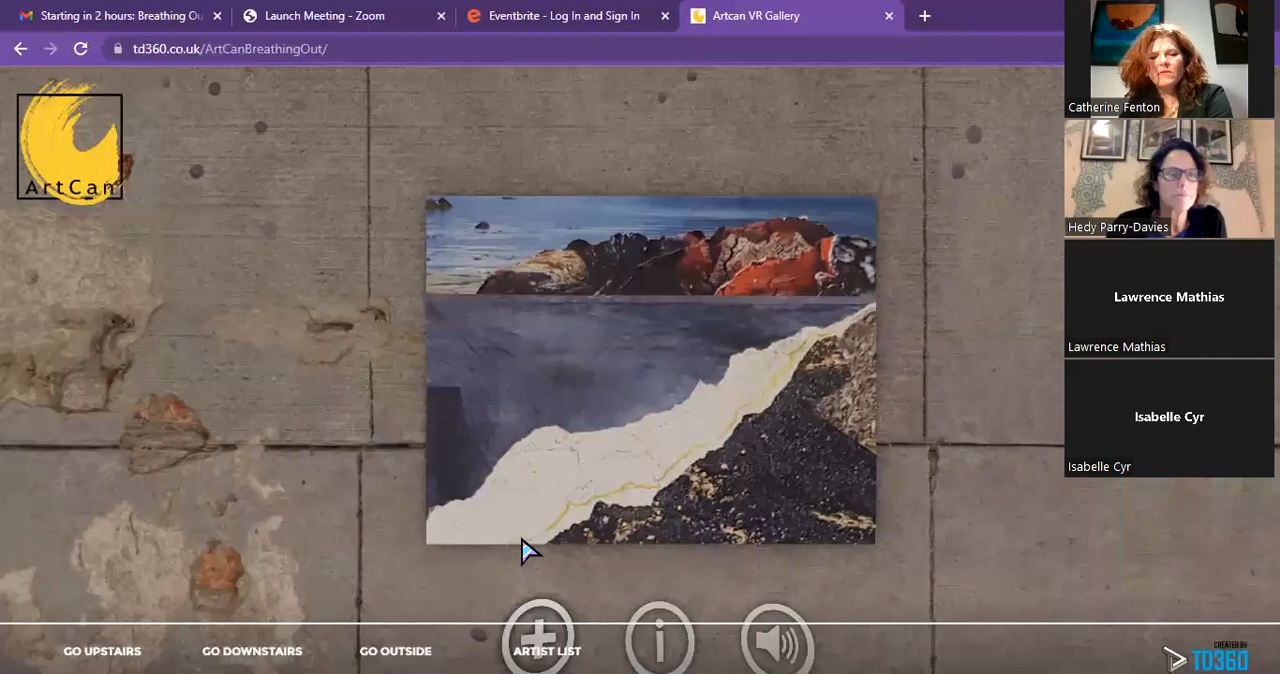 Starting in 2 hours: Breathing Ou
Launch Meeting - Zoom
Eventbrite - Log In and Sign In
Artcan VR Gallery
td360.co.uk/ArtCanBreathingOut/
ArtCan
Catherine Fenton
Hedy Parry-Davies
Lawrence Mathias
Lawrence Mathias
Isabelle Cyr
Isabelle Cyr
GO UPSTAIRS
GO DOWNSTAIRS
GO OUTSIDE
ARTIST LIST
i
CREATED BY
TD360